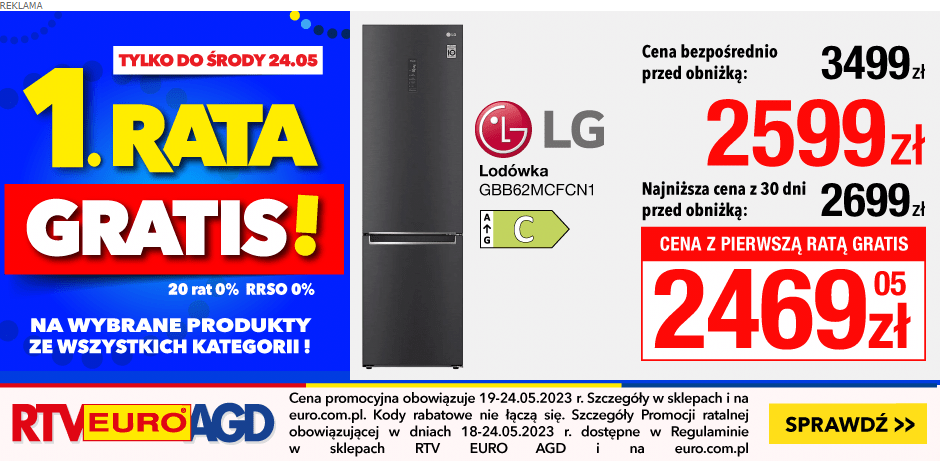 REKLAMA
TYLKO DO ŚRODY 24.05
1. RATA
GRATIS!
20 rat 0% RRSO 0%
NA WYBRANE PRODUKTY
ZE WSZYSTKICH KATEGORII !
LG
LG
Lodówka
GBB62MCFCN1
A
G
C
Cena bezpośrednio
przed obniżką: 3499 zł
2599 zł
Najniższa cena z 30 dni
przed obniżką: 2699 zł
CENA Z PIERWSZĄ RATĄ GRATIS
2469 05 zł
RTV EURO AGD
Cena promocyjna obowiązuje 19-24.05.2023 r. Szczegóły w sklepach i na
euro.com.pl. Kody rabatowe nie łączą się. Szczegóły Promocji ratalnej
obowiązującej w dniach 18-24.05.2023 r. dostępne w Regulaminie
w sklepach RTV EURO AGD i na euro.com.pl
SPRAWDŹ >>